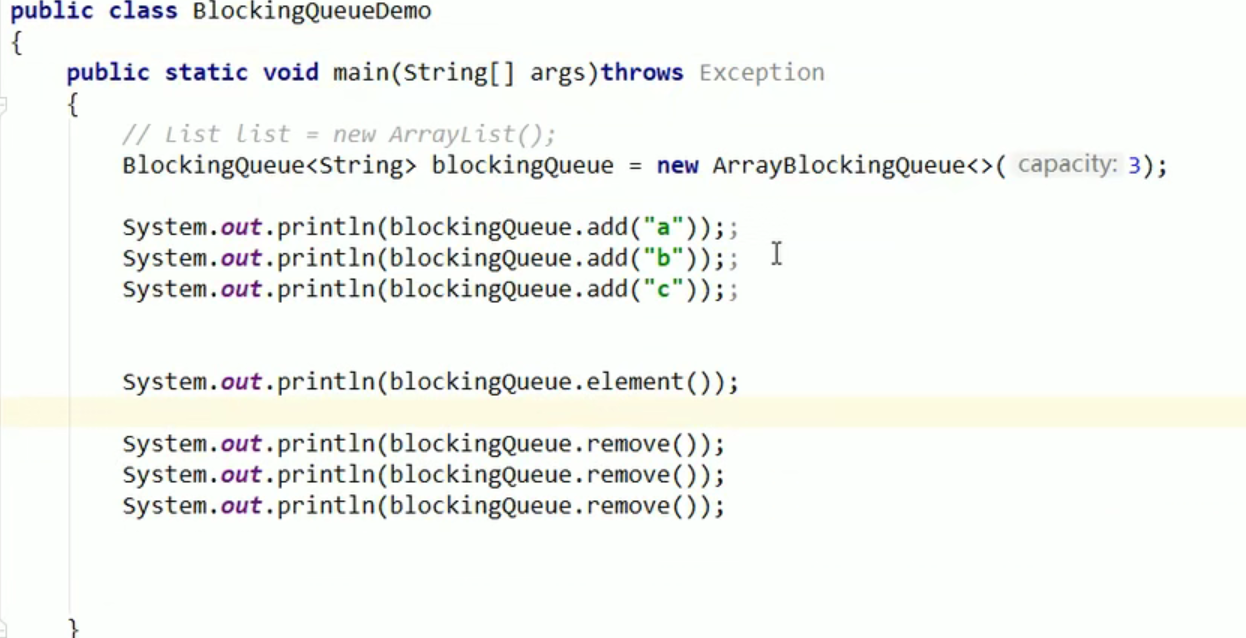 public class BlockingQueueDemo
{
    public static void main(String[] args)throws Exception
    {
        // List list = new ArrayList();
        BlockingQueue<String> blockingQueue = new ArrayBlockingQueue<>( capacity: 3);
        System.out.println(blockingQueue.add("a"));;
        System.out.println(blockingQueue.add("b"));;
        System.out.println(blockingQueue.add("c"));;
        System.out.println(blockingQueue.element());
        System.out.println(blockingQueue.remove());
        System.out.println(blockingQueue.remove());
        System.out.println(blockingQueue.remove());
    }